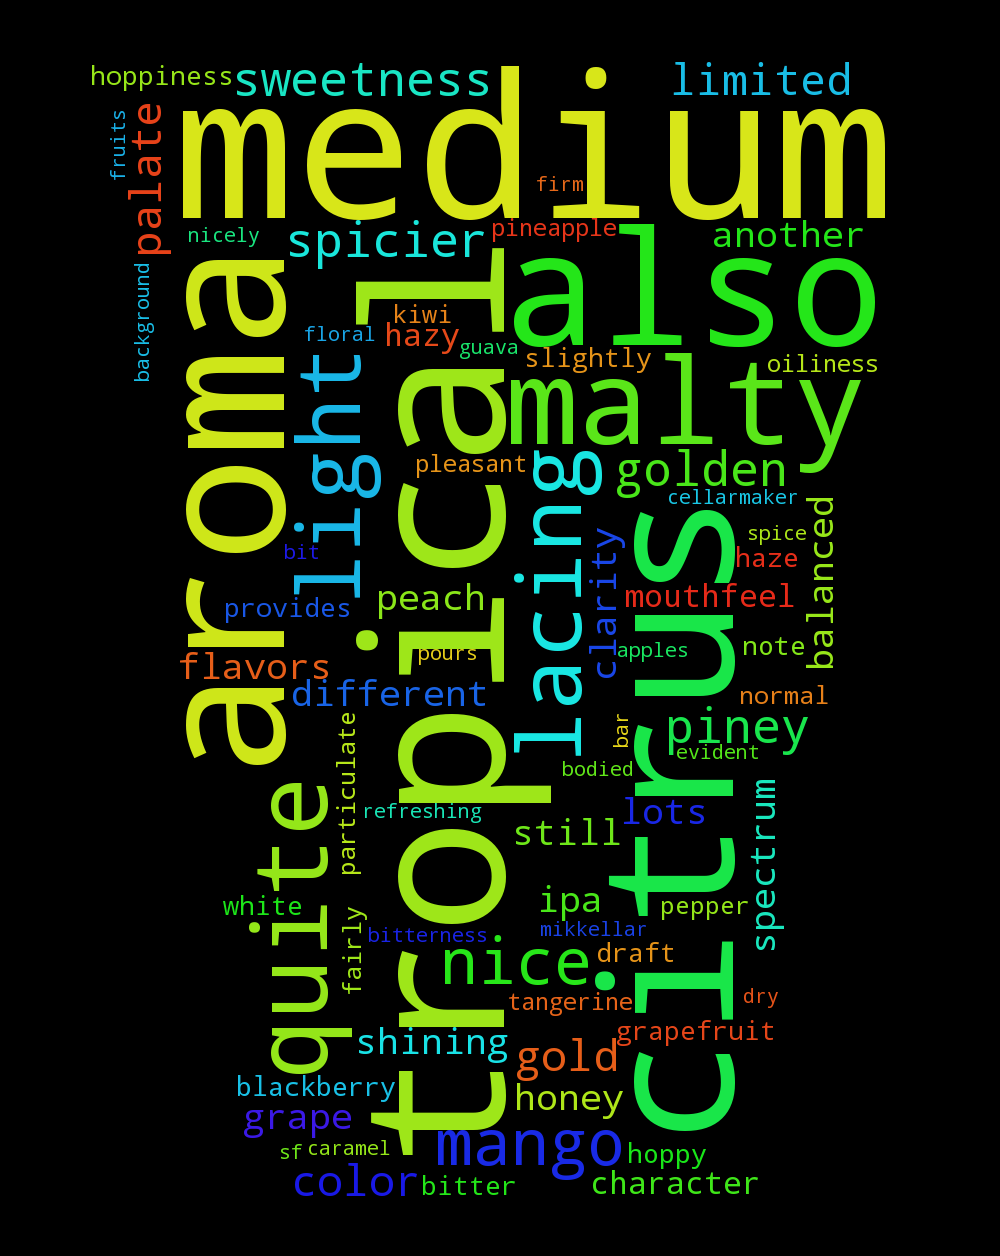 hoppiness
sweetness
limited
medium
fruits
palate
firm
nicely
spicier
pineapple
another
also
background
aroma
tropical
kiwi
floral
hazy
guava
slightly
oiliness
light
malty
pleasant
lacing
golden
cellarmaker
citrus
balanced
spice
bit
clarity
haze
provides
peach
mouthfeel
pours
apples
note
flavors
different
normal
particulate
bar
piney
evident
bodied
quite
refreshing
still
lots
spectrum
white
fairly
ipa
pepper
bitterness
mikkellar
nice
draft
tangerine
dry
shining
grapefruit
gold
blackberry
honey
grape
sf
caramel
mango
hoppy
color
bitter
character